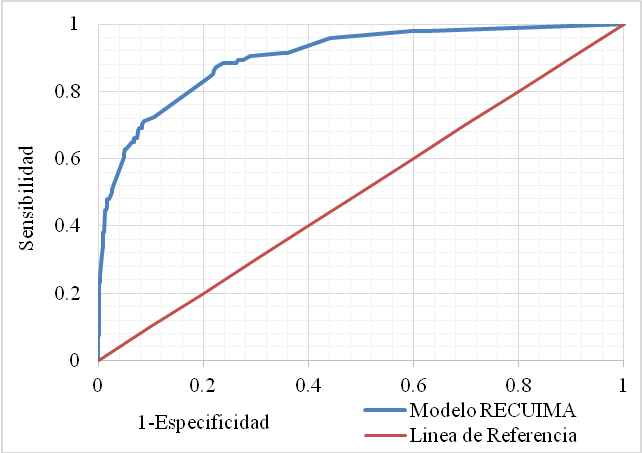 1
0.8
0.6
0.4
0.2
0
Sensibilidad
0 0.2 0.4 0.6 0.8 1
1-Especificidad
Modelo RECUIMA
Linea de Referencia